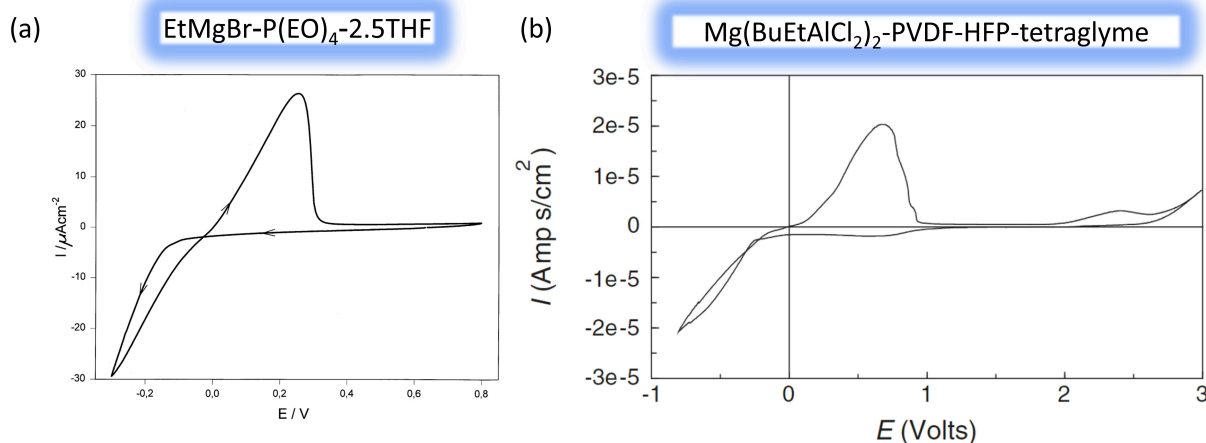 (a)
EtMgBr-P(EO)₄-2.5THF
30
20
10
0
-10
-20
-30
I /μAcm⁻²
-0,2
0,0
0,2
0,4
0,6
0,8
E / V
(b)
Mg(BuEtAlCl₂)₂-PVDF-HFP-tetraglyme
3e-5
2e-5
1e-5
0
-1e-5
-2e-5
-3e-5
I (Amp s/cm²)
-1
0
1
2
3
E (Volts)